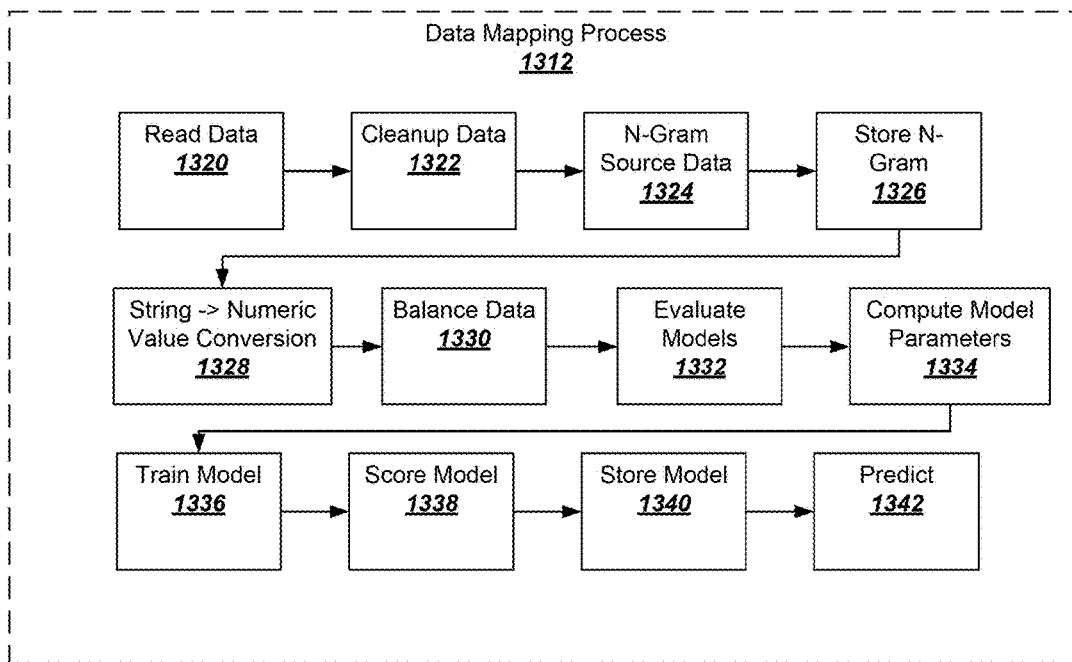 Data Mapping Process
1312
Read Data
1320
Cleanup Data
1322
N-Gram
Source Data
1324
Store N-
Gram
1326
String -> Numeric
Value Conversion
1328
Balance Data
1330
Evaluate
Models
1332
Compute Model
Parameters
1334
Train Model
1336
Score Model
1338
Store Model
1340
Predict
1342